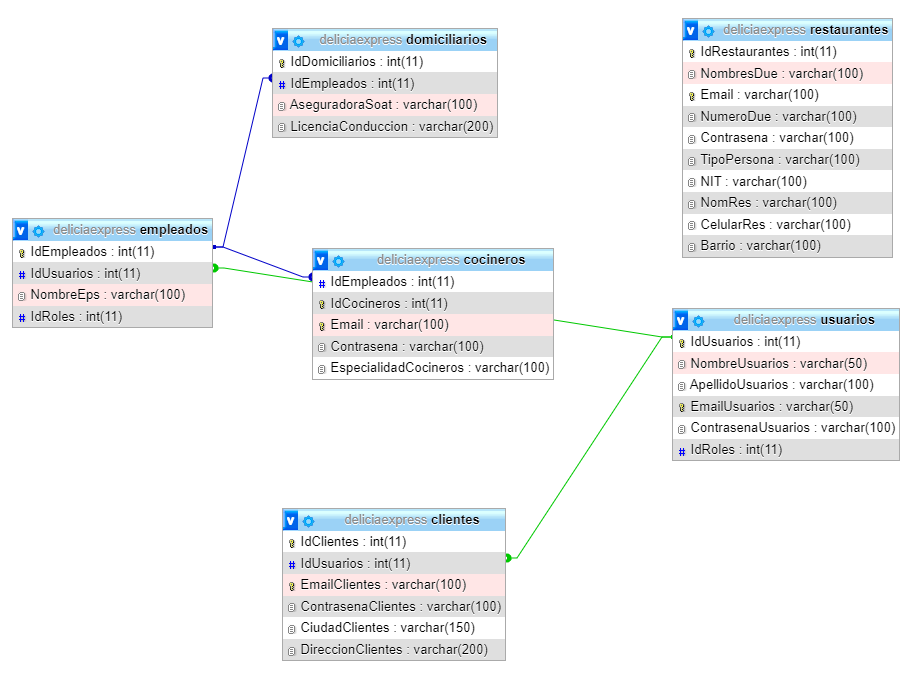 v deliciaexpress domiciliarios
IdDomiciliarios : int(11)
# IdEmpleados : int(11)
AseguradoraSoat : varchar(100)
LicenciaConduccion : varchar(200)
v deliciaexpress restaurantes
IdRestaurantes : int(11)
NombresDue : varchar(100)
Email : varchar(100)
NumeroDue : varchar(100)
Contrasena : varchar(100)
TipoPersona : varchar(100)
NIT : varchar(100)
NomRes : varchar(100)
CelularRes : varchar(100)
Barrio : varchar(100)
v deliciaexpress empleados
IdEmpleados : int(11)
# IdUsuarios : int(11)
NombreEps : varchar(100)
# IdRoles : int(11)
v deliciaexpress cocineros
# IdEmpleados : int(11)
IdCocineros : int(11)
Email : varchar(100)
Contrasena : varchar(100)
EspecialidadCocineros : varchar(100)
v deliciaexpress usuarios
IdUsuarios : int(11)
NombreUsuarios : varchar(50)
ApellidoUsuarios : varchar(100)
EmailUsuarios : varchar(50)
ContrasenaUsuarios : varchar(100)
# IdRoles : int(11)
v deliciaexpress clientes
IdClientes : int(11)
# IdUsuarios : int(11)
EmailClientes : varchar(100)
ContrasenaClientes : varchar(100)
CiudadClientes : varchar(150)
DireccionClientes : varchar(200)